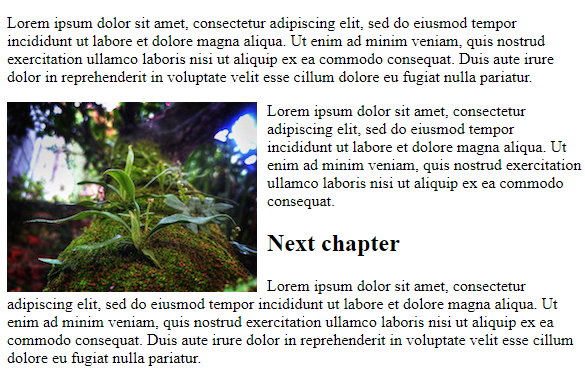 Lorem ipsum dolor sit amet, consectetur adipiscing elit, sed do eiusmod tempor
incididunt ut labore et dolore magna aliqua. Ut enim ad minim veniam, quis nostrud
exercitation ullamco laboris nisi ut aliquip ex ea commodo consequat. Duis aute irure
dolor in reprehenderit in voluptate velit esse cillum dolore eu fugiat nulla pariatur.
Lorem ipsum dolor sit amet, consectetur
adipiscing elit, sed do eiusmod tempor
incididunt ut labore et dolore magna aliqua. Ut
enim ad minim veniam, quis nostrud exercitation
ullamco laboris nisi ut aliquip ex ea commodo
consequat.
Next chapter
Lorem ipsum dolor sit amet, consectetur
adipiscing elit, sed do eiusmod tempor incididunt ut labore et dolore magna aliqua. Ut
enim ad minim veniam, quis nostrud exercitation ullamco laboris nisi ut aliquip ex ea
commodo consequat. Duis aute irure dolor in reprehenderit in voluptate velit esse cillum
dolore eu fugiat nulla pariatur.